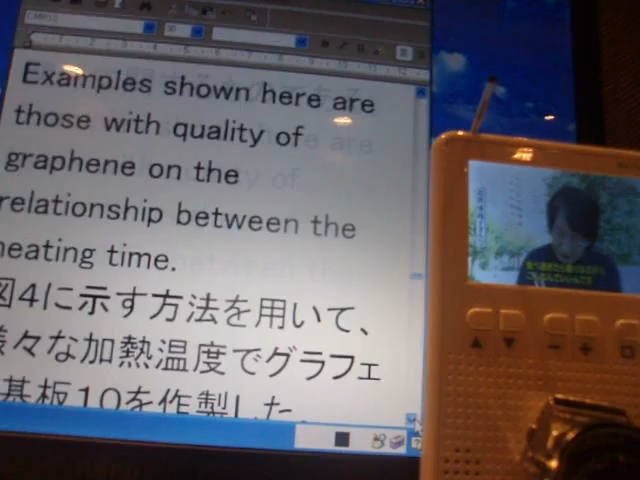 Examples shown here are
those with quality of
graphene on the
relationship between the
heating time.
図4に示す方法を用いて、
様々な加熱温度でグラフェ
基板10を作製した